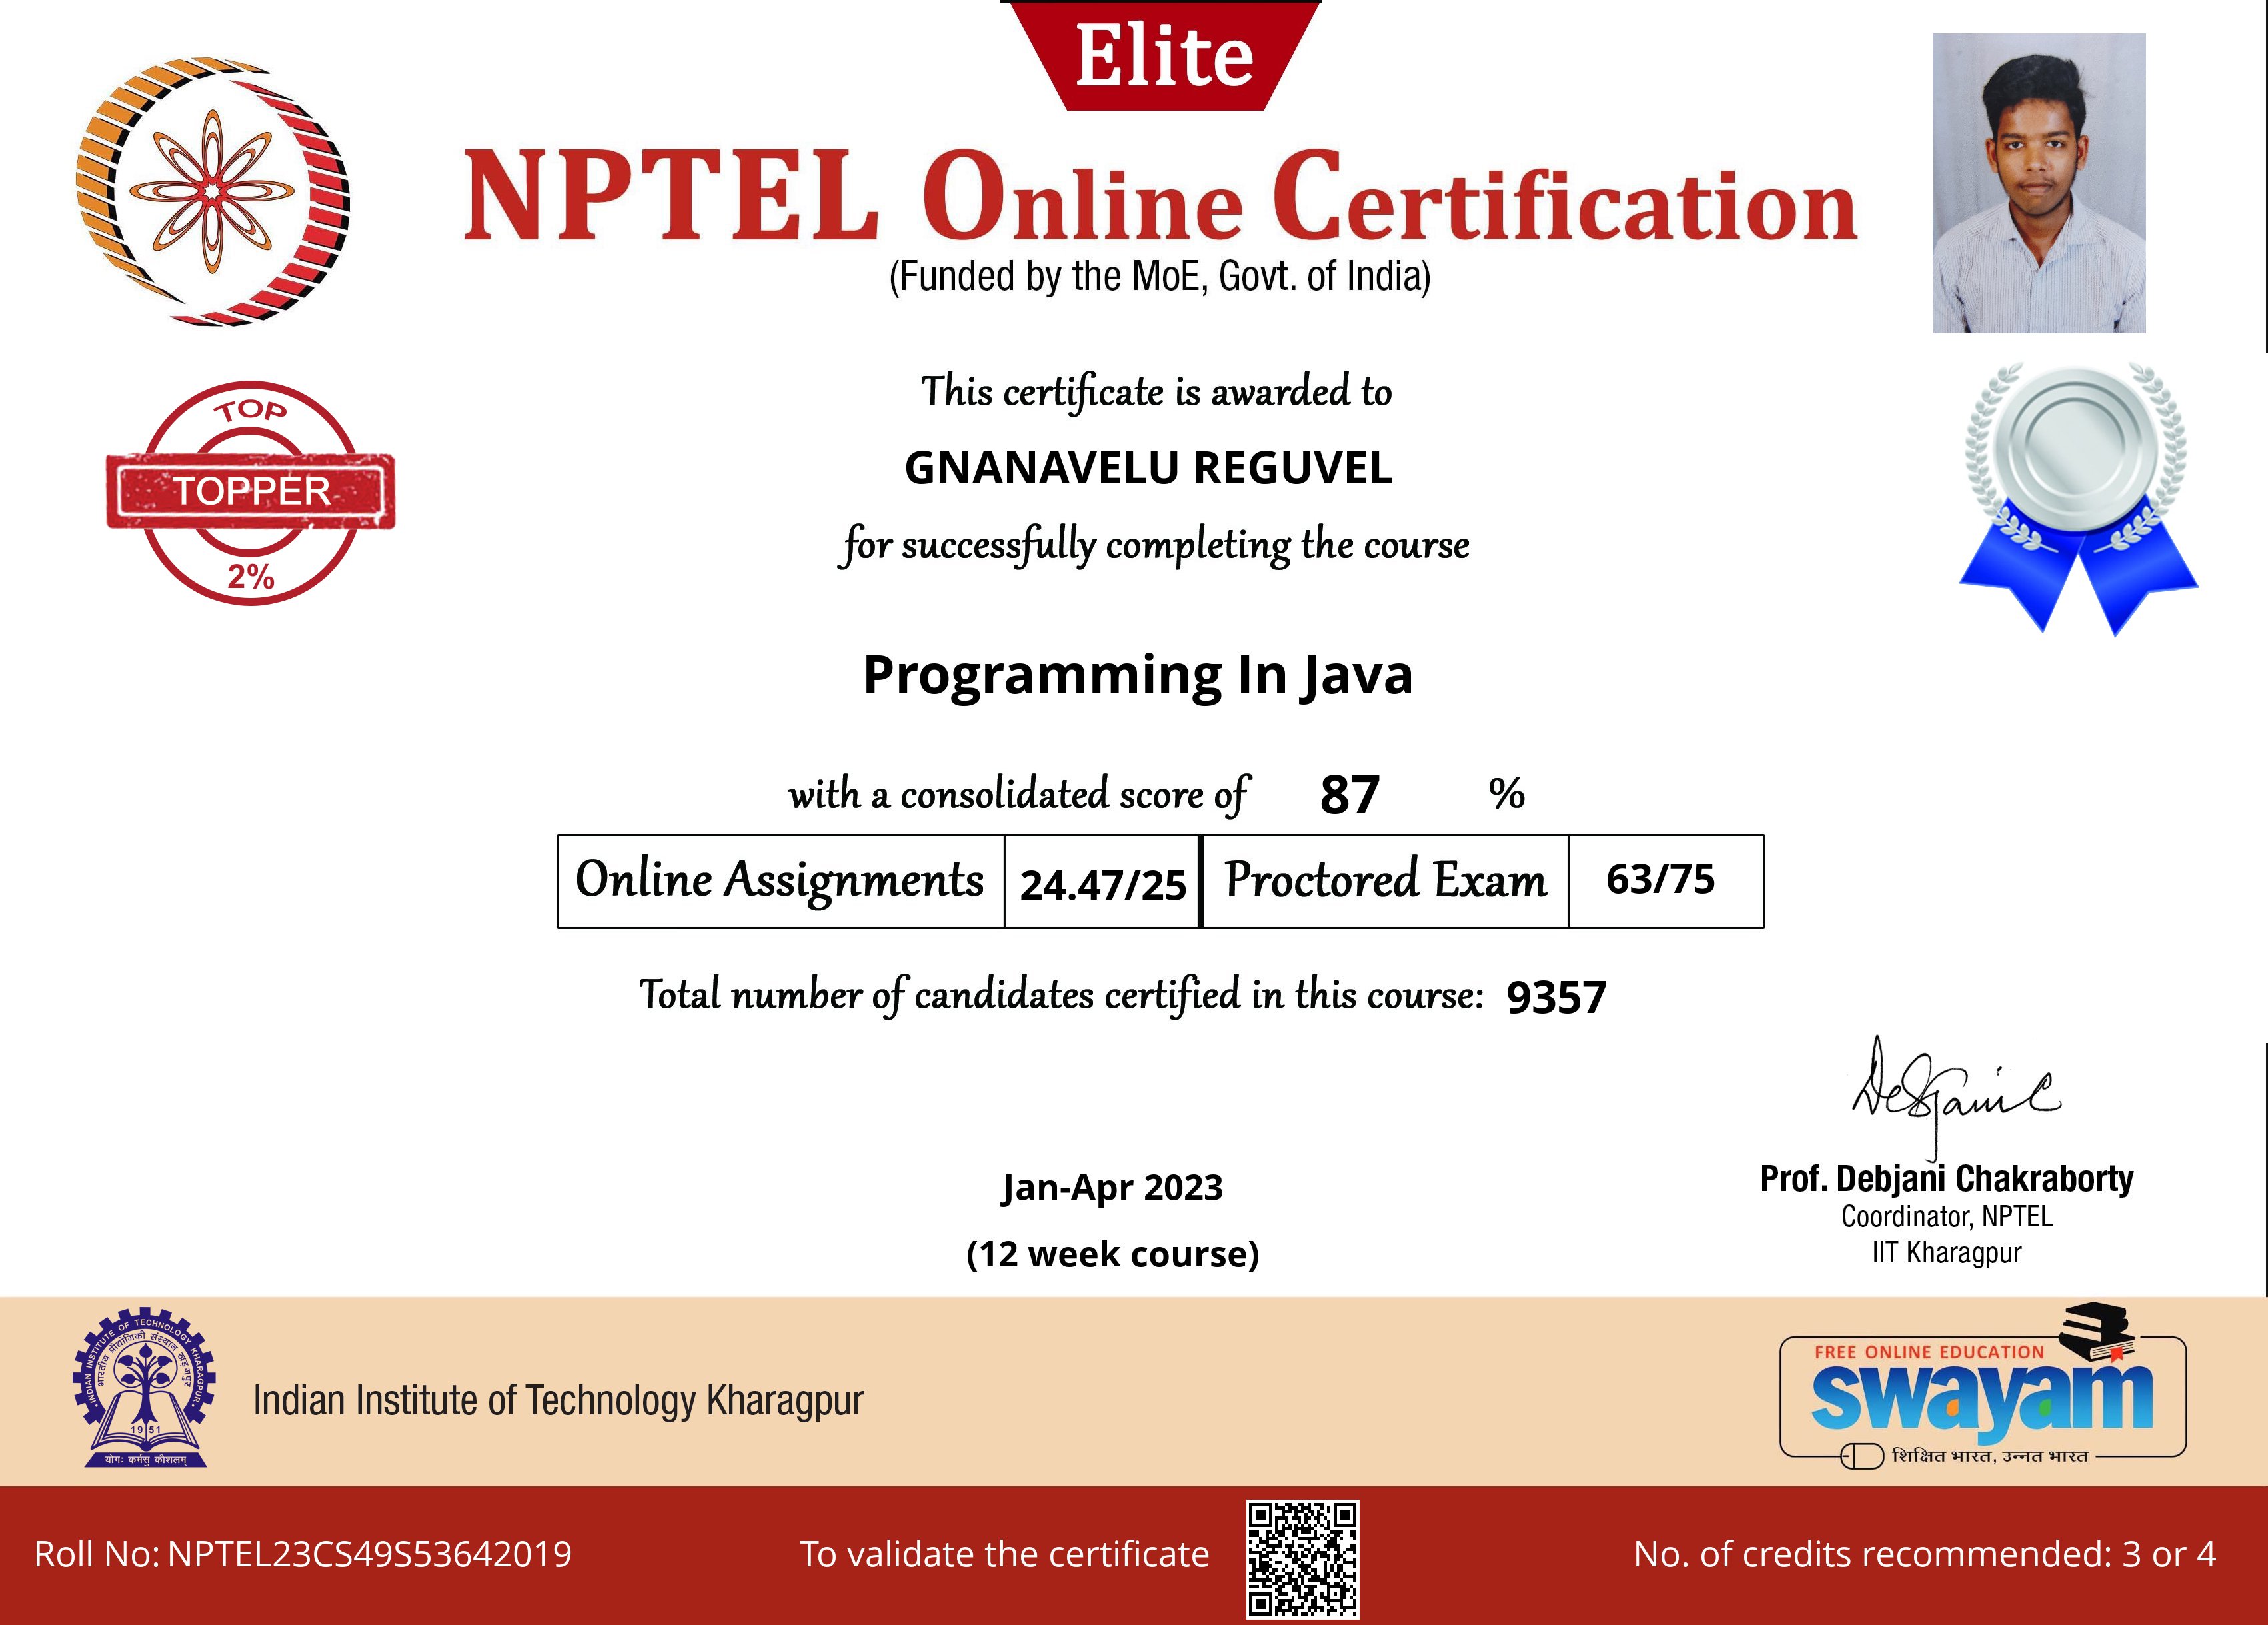 Elite
NPTEL Online Certification
(Funded by the MoE, Govt. of India)
This certificate is awarded to
GNANAVELU REGUVEL
for successfully completing the course
TOP
TOPPER
2%
Programming In Java
with a consolidated score of 87 %
Online Assignments 24.47/25 Proctored Exam 63/75
Total number of candidates certified in this course: 9357
Debjani C
Prof. Debjani Chakraborty
Coordinator, NPTEL
IIT Kharagpur
Jan-Apr 2023
(12 week course)
INDIAN INSTITUTE OF TECHNOLOGY KHARAGPUR
भारतीय प्रौद्योगिकी संस्थान खड़गपुर
1951
योगः कर्मसु कौशलम्
Indian Institute of Technology Kharagpur
FREE ONLINE EDUCATION
swayam
शिक्षित भारत, उन्नत भारत
Roll No: NPTEL23CS49S53642019
To validate the certificate
No. of credits recommended: 3 or 4